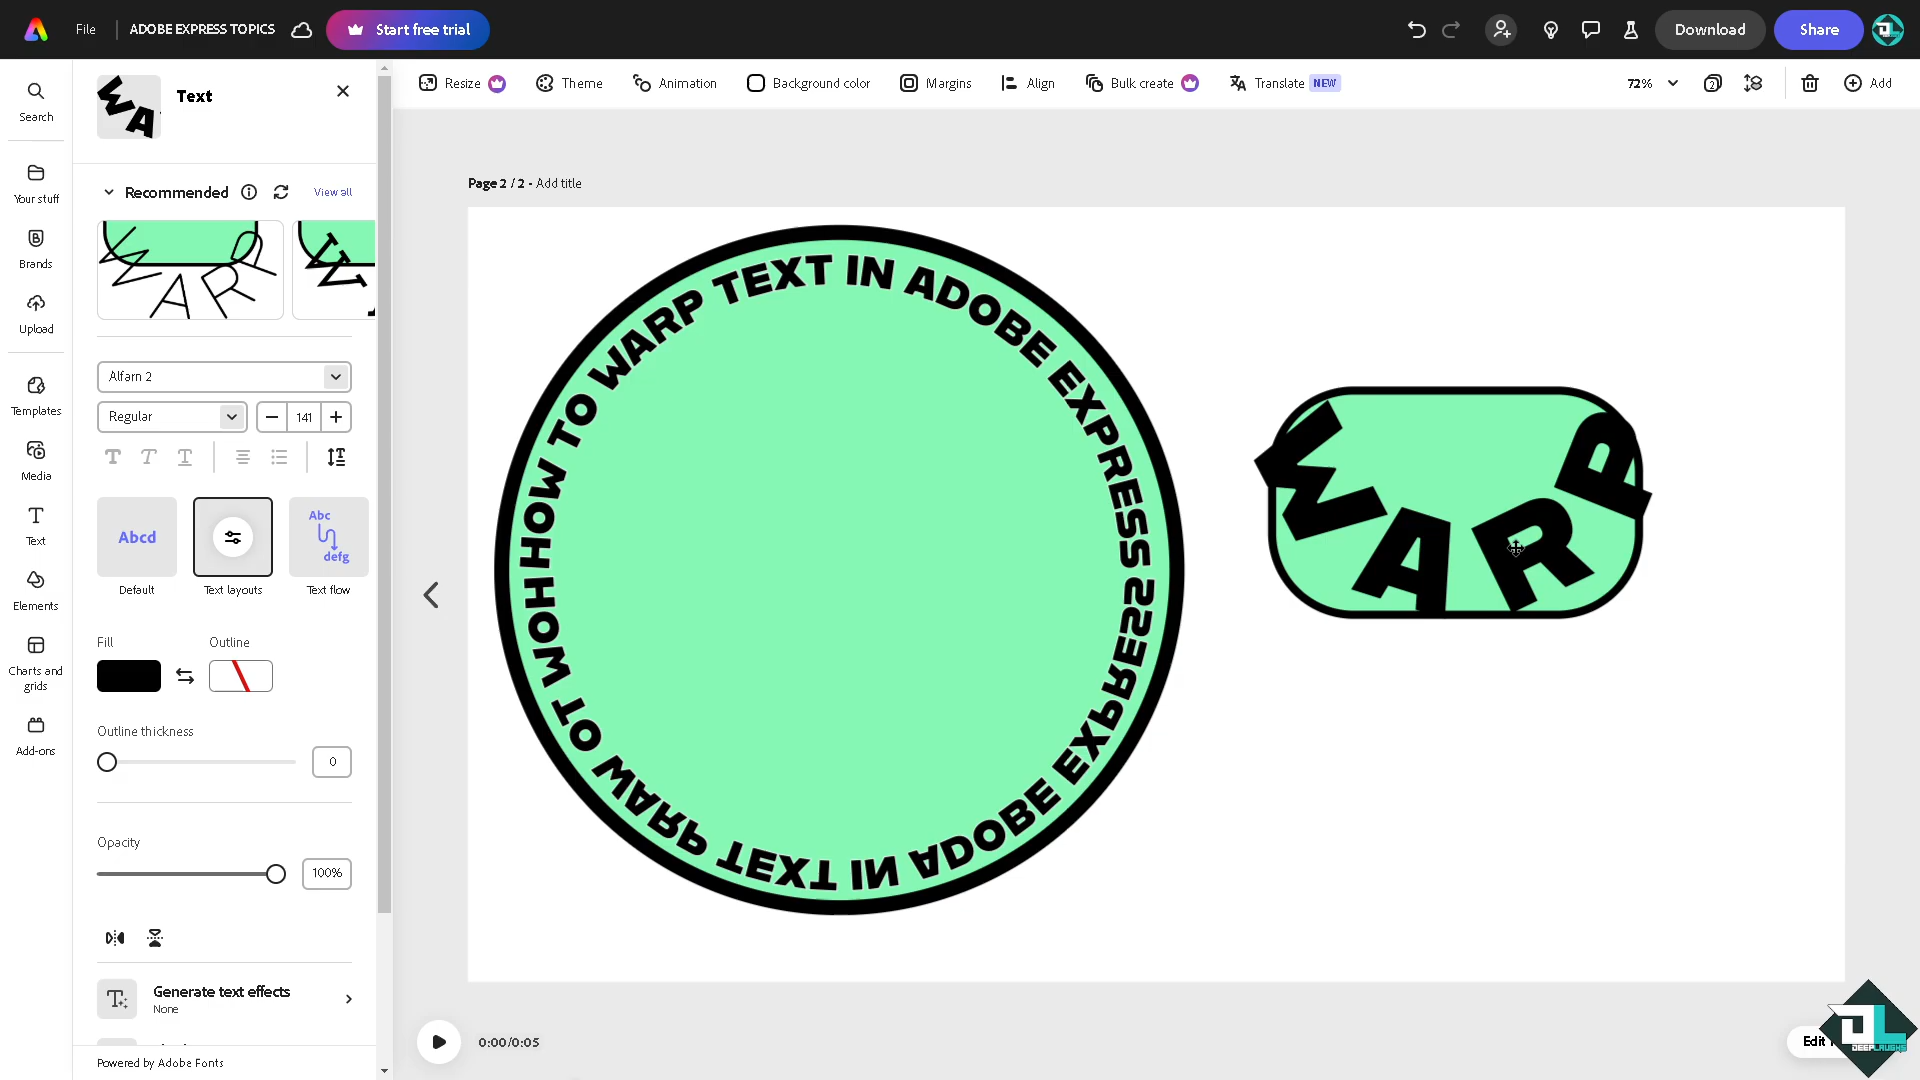 File
ADOBE EXPRESS TOPICS
Start free trial
Download
Share
Search
Your stuff
Brands
Upload
Templates
Media
Text
Elements
Charts and
grids
Add-ons
Text
Recommended
View all
WARP
Alfarn 2
Regular
141
Abcd
Default
Text layouts
Abc
defg
Text flow
Fill
Outline
Outline thickness
0
Opacity
100%
Generate text effects
None
Powered by Adobe Fonts
Resize
Theme
Animation
Background color
Margins
Align
Bulk create
Translate NEW
72%
2
Add
Page 2 / 2 - Add title
HOW TO WARP TEXT IN ADOBE EXPRESS
HOW TO WARP TEXT IN ADOBE EXPRESS
WARP
0:00/0:05
Edit
DEEPLAUGHS